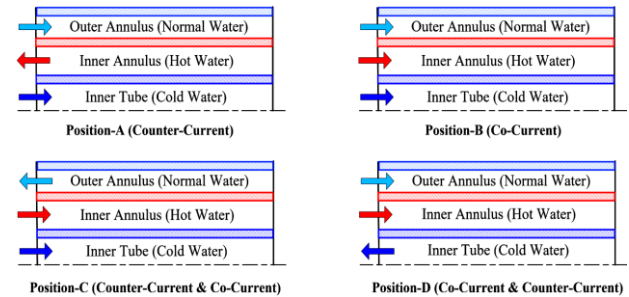 Outer Annulus (Normal Water)
Inner Annulus (Hot Water)
Inner Tube (Cold Water)
Position-A (Counter-Current)
Outer Annulus (Normal Water)
Inner Annulus (Hot Water)
Inner Tube (Cold Water)
Position-B (Co-Current)
Outer Annulus (Normal Water)
Inner Annulus (Hot Water)
Inner Tube (Cold Water)
Position-C (Counter-Current & Co-Current)
Outer Annulus (Normal Water)
Inner Annulus (Hot Water)
Inner Tube (Cold Water)
Position-D (Co-Current & Counter-Current)